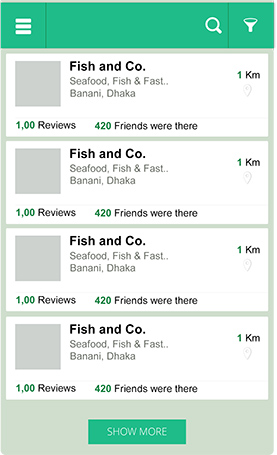 Fish and Co.
Seafood, Fish & Fast..
Banani, Dhaka
1 Km
1,00 Reviews 420 Friends were there
Fish and Co.
Seafood, Fish & Fast..
Banani, Dhaka
1 Km
1,00 Reviews 420 Friends were there
Fish and Co.
Seafood, Fish & Fast..
Banani, Dhaka
1 Km
1,00 Reviews 420 Friends were there
Fish and Co.
Seafood, Fish & Fast..
Banani, Dhaka
1 Km
1,00 Reviews 420 Friends were there
SHOW MORE